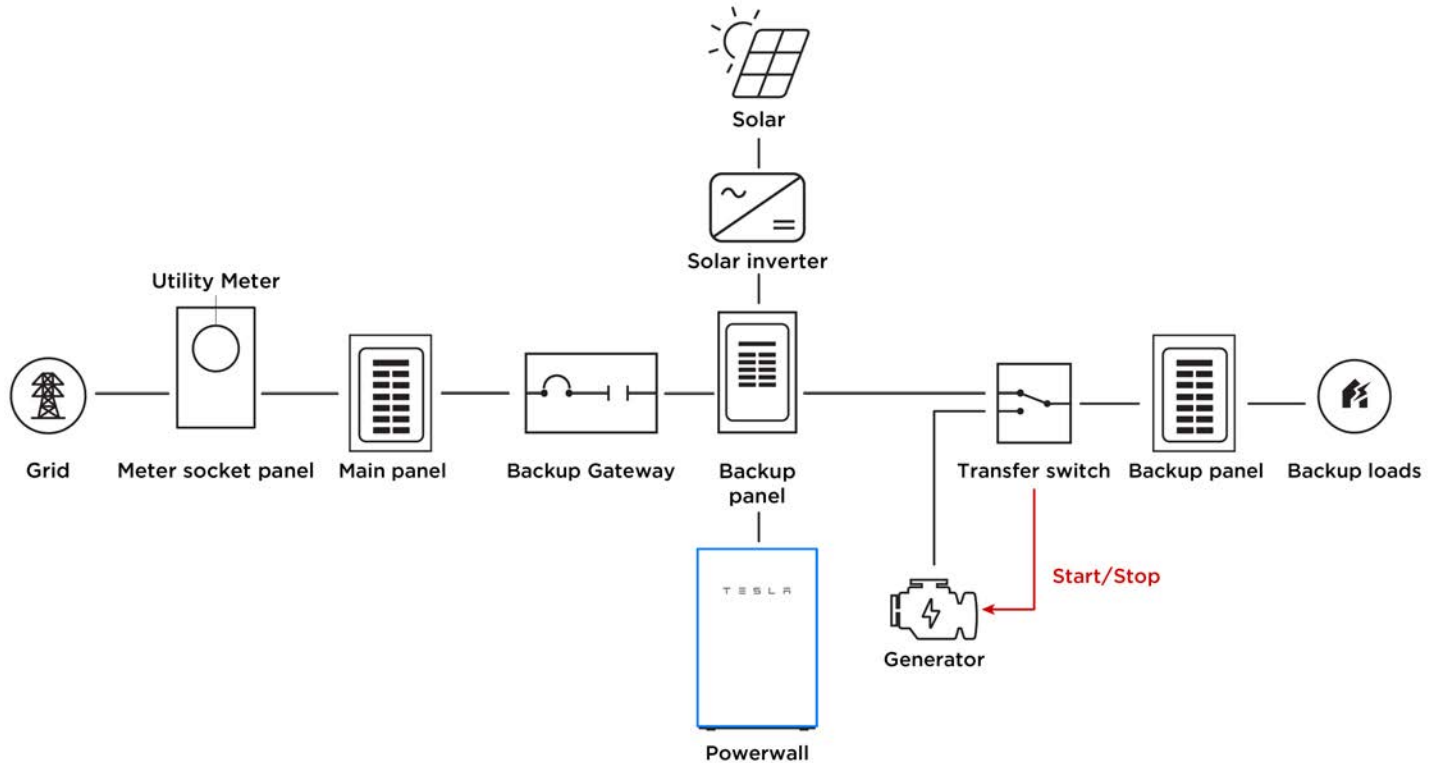 Solar
Solar inverter
Utility Meter
Grid
Meter socket panel
Main panel
Backup Gateway
Backup
panel
Transfer switch
Backup panel
Backup loads
TESLA
Start/Stop
Generator
Powerwall